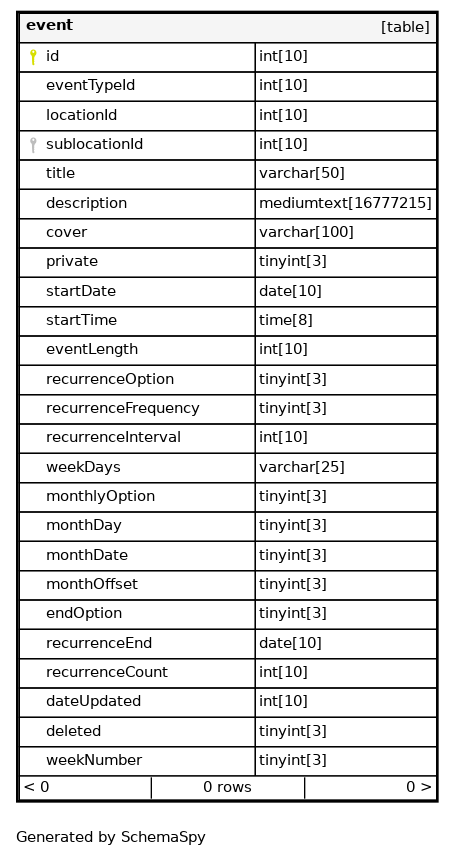 event [table]
id int[10]
eventTypeId int[10]
locationId int[10]
sublocationId int[10]
title varchar[50]
description mediumtext[16777215]
cover varchar[100]
private tinyint[3]
startDate date[10]
startTime time[8]
eventLength int[10]
recurrenceOption tinyint[3]
recurrenceFrequency tinyint[3]
recurrenceInterval int[10]
weekDays varchar[25]
monthlyOption tinyint[3]
monthDay tinyint[3]
monthDate tinyint[3]
monthOffset tinyint[3]
endOption tinyint[3]
recurrenceEnd date[10]
recurrenceCount int[10]
dateUpdated int[10]
deleted tinyint[3]
weekNumber tinyint[3]
< 0 0 rows 0 >
Generated by SchemaSpy